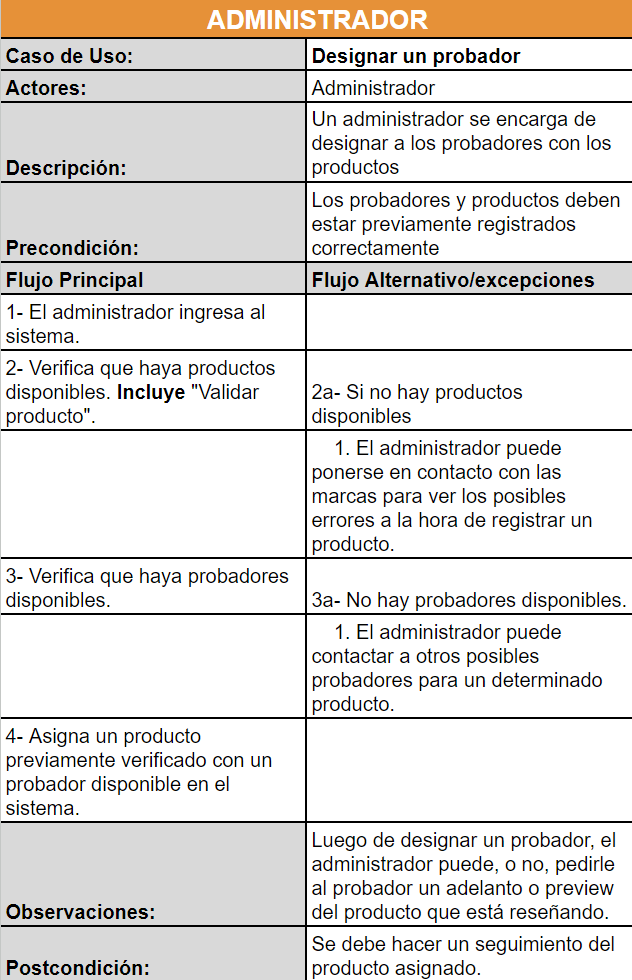 ADMINISTRADOR
Caso de Uso:
Designar un probador
Actores:
Administrador
Descripción:
Un administrador se encarga de
designar a los probadores con los
productos
Precondición:
Los probadores y productos deben
estar previamente registrados
correctamente
Flujo Principal
Flujo Alternativo/excepciones
1- El administrador ingresa al
sistema.
2- Verifica que haya productos
disponibles. Incluye "Validar
producto".
2a- Si no hay productos
disponibles
1. El administrador puede
ponerse en contacto con las
marcas para ver los posibles
errores a la hora de registrar un
producto.
3- Verifica que haya probadores
disponibles.
3a- No hay probadores disponibles.
1. El administrador puede
contactar a otros posibles
probadores para un determinado
producto.
4- Asigna un producto
previamente verificado con un
probador disponible en el
sistema.
Observaciones:
Luego de designar un probador, el
administrador puede, o no, pedirle
al probador un adelanto o preview
del producto que está reseñando.
Postcondición:
Se debe hacer un seguimiento del
producto asignado.